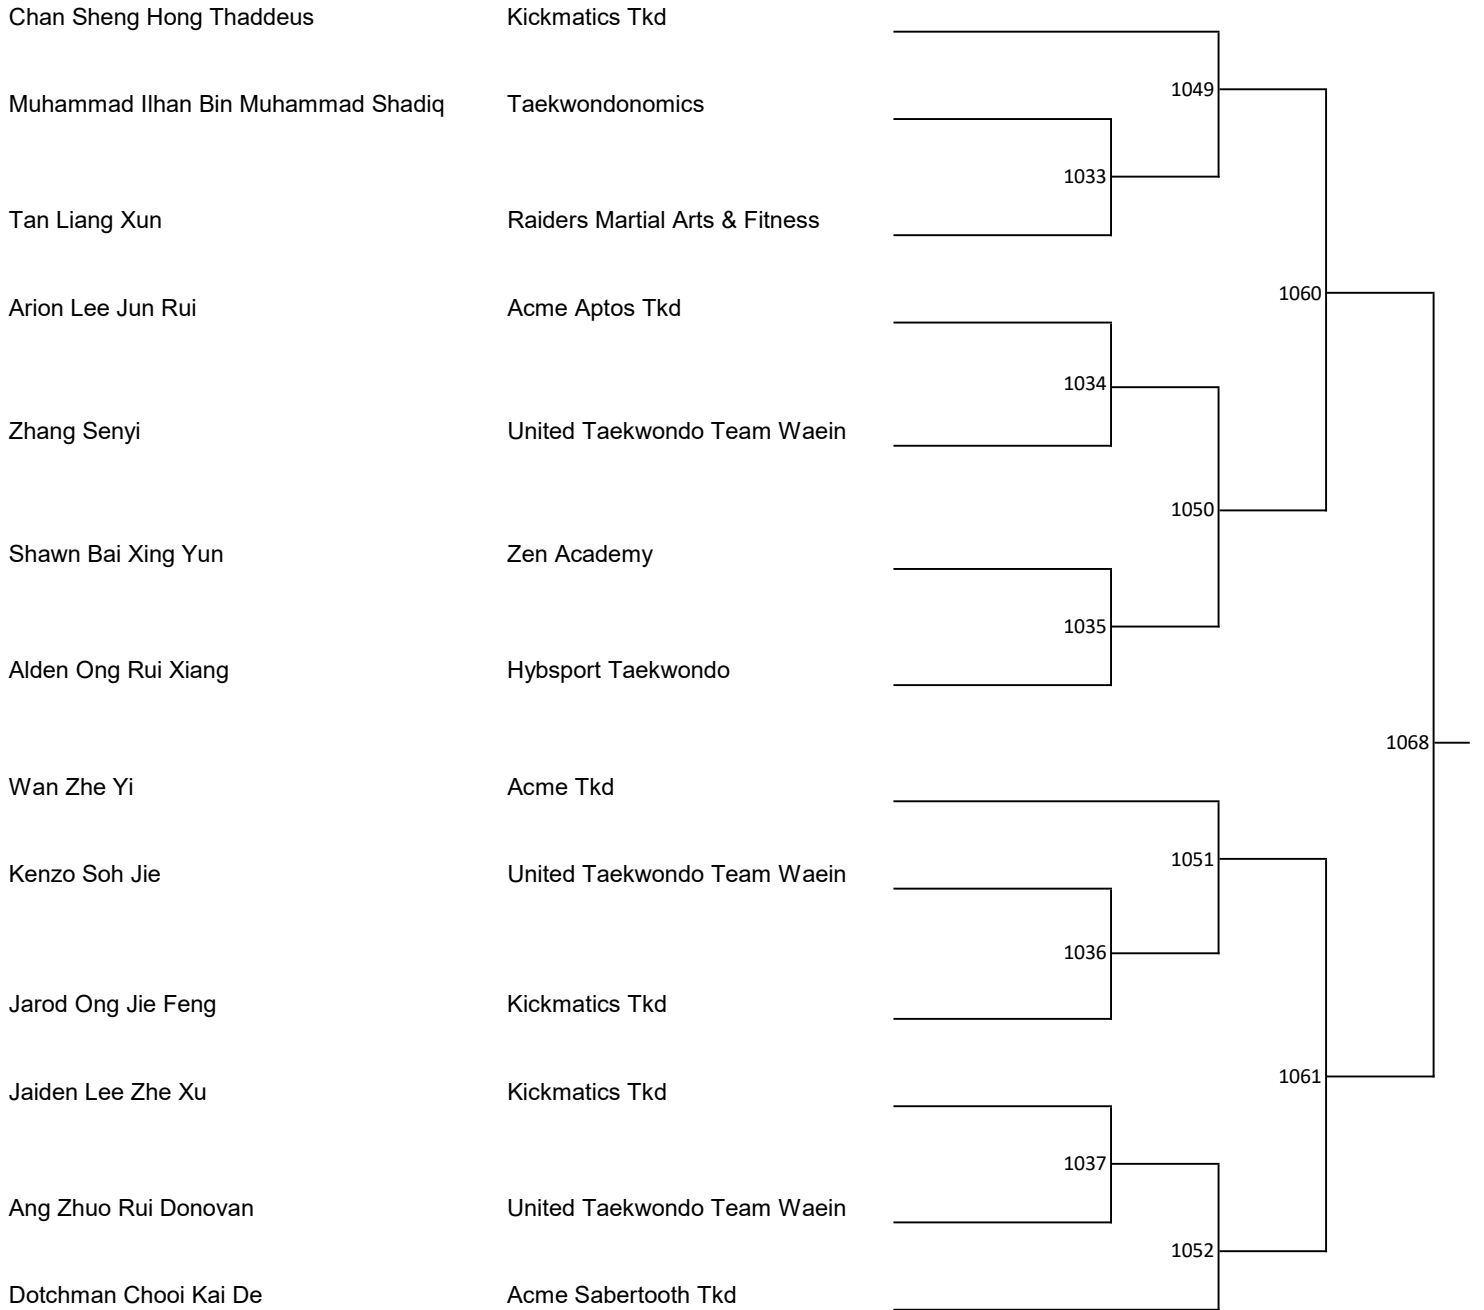 Chan Sheng Hong Thaddeus Kickmatics Tkd
1049
Muhammad Ilhan Bin Muhammad Shadiq Taekwondonomics
1033
Tan Liang Xun Raiders Martial Arts & Fitness
1060
Arion Lee Jun Rui Acme Aptos Tkd
1034
Zhang Senyi United Taekwondo Team Waein
1050
Shawn Bai Xing Yun Zen Academy
1035
Alden Ong Rui Xiang Hybsport Taekwondo
1068
Wan Zhe Yi Acme Tkd
1051
Kenzo Soh Jie United Taekwondo Team Waein
1036
Jarod Ong Jie Feng Kickmatics Tkd
1061
Jaiden Lee Zhe Xu Kickmatics Tkd
1037
Ang Zhuo Rui Donovan United Taekwondo Team Waein
1052
Dotchman Chooi Kai De Acme Sabertooth Tkd